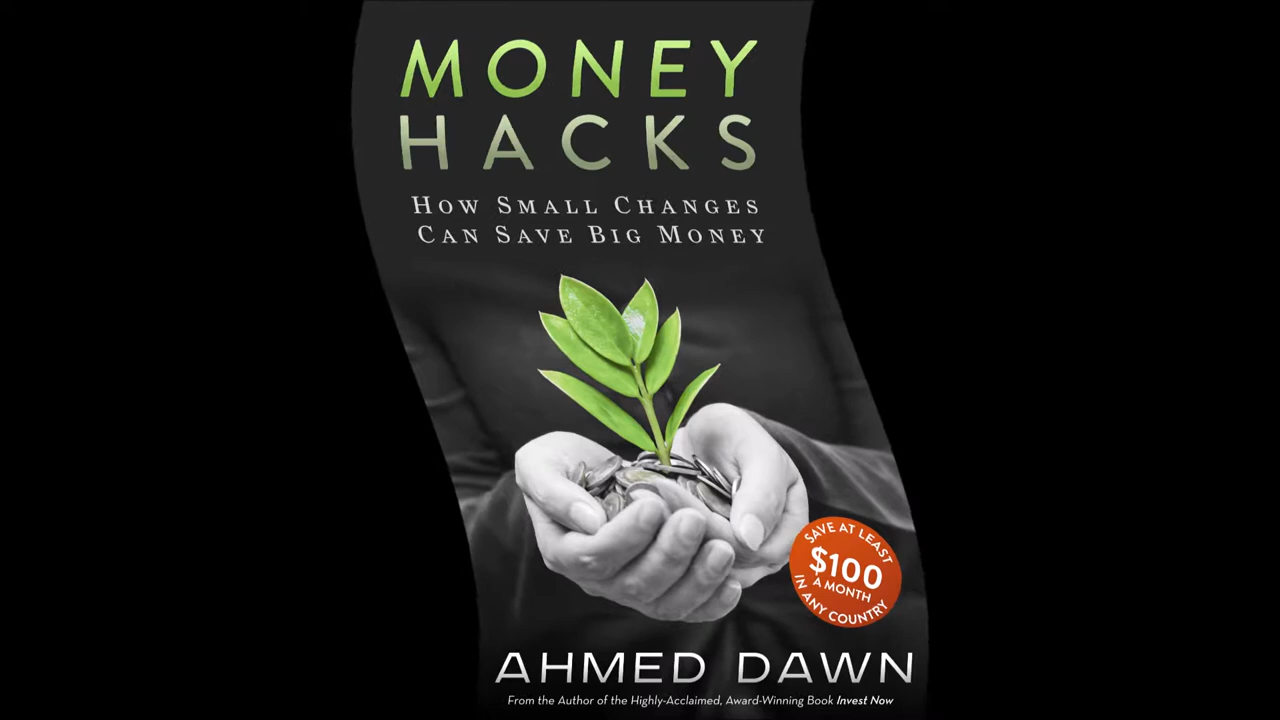 MONEY
HACKS
How Small Changes
Can Save Big Money
SAVE AT LEAST
$100
A MONTH
IN ANY COUNTRY
AHMED DAWN
From the Author of the Highly-Acclaimed, Award-Winning Book Invest Now